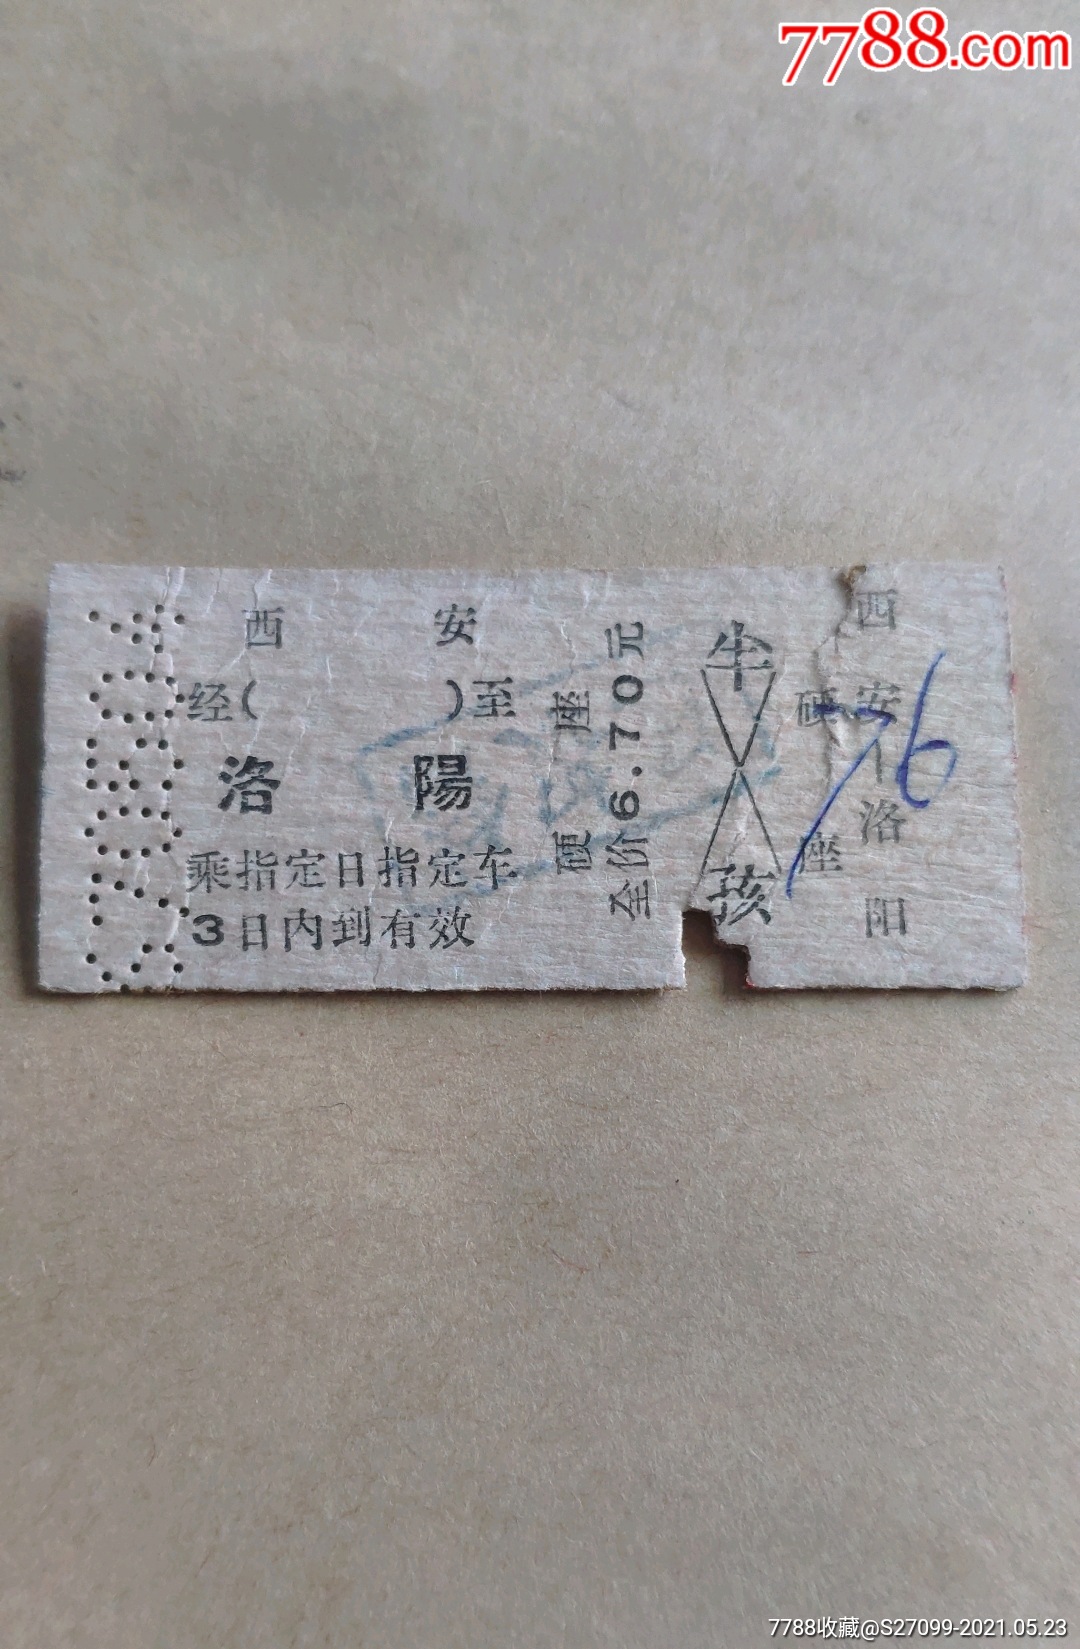 7788.com
西 安
经( )至
洛 陽
乘指定日指定车
3日内到有效
硬 座
全价6.70元
半
孩
硬 座
西安—洛阳
76
7788收藏@S27099-2021.05.23